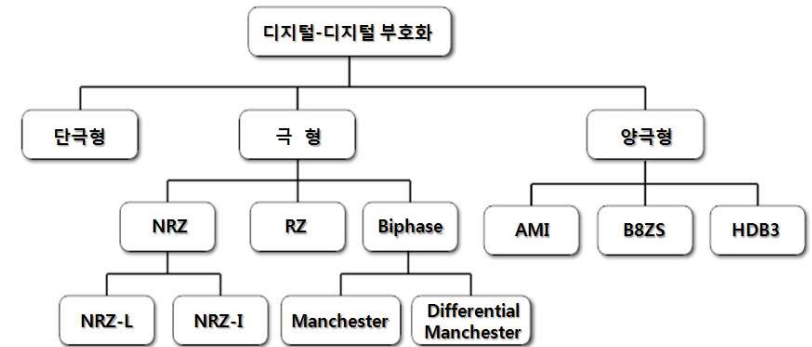 디지털-디지털 부호화
단극형
극 형
양극형
NRZ
RZ
Biphase
AMI
B8ZS
HDB3
NRZ-L
NRZ-I
Manchester
Differential
Manchester